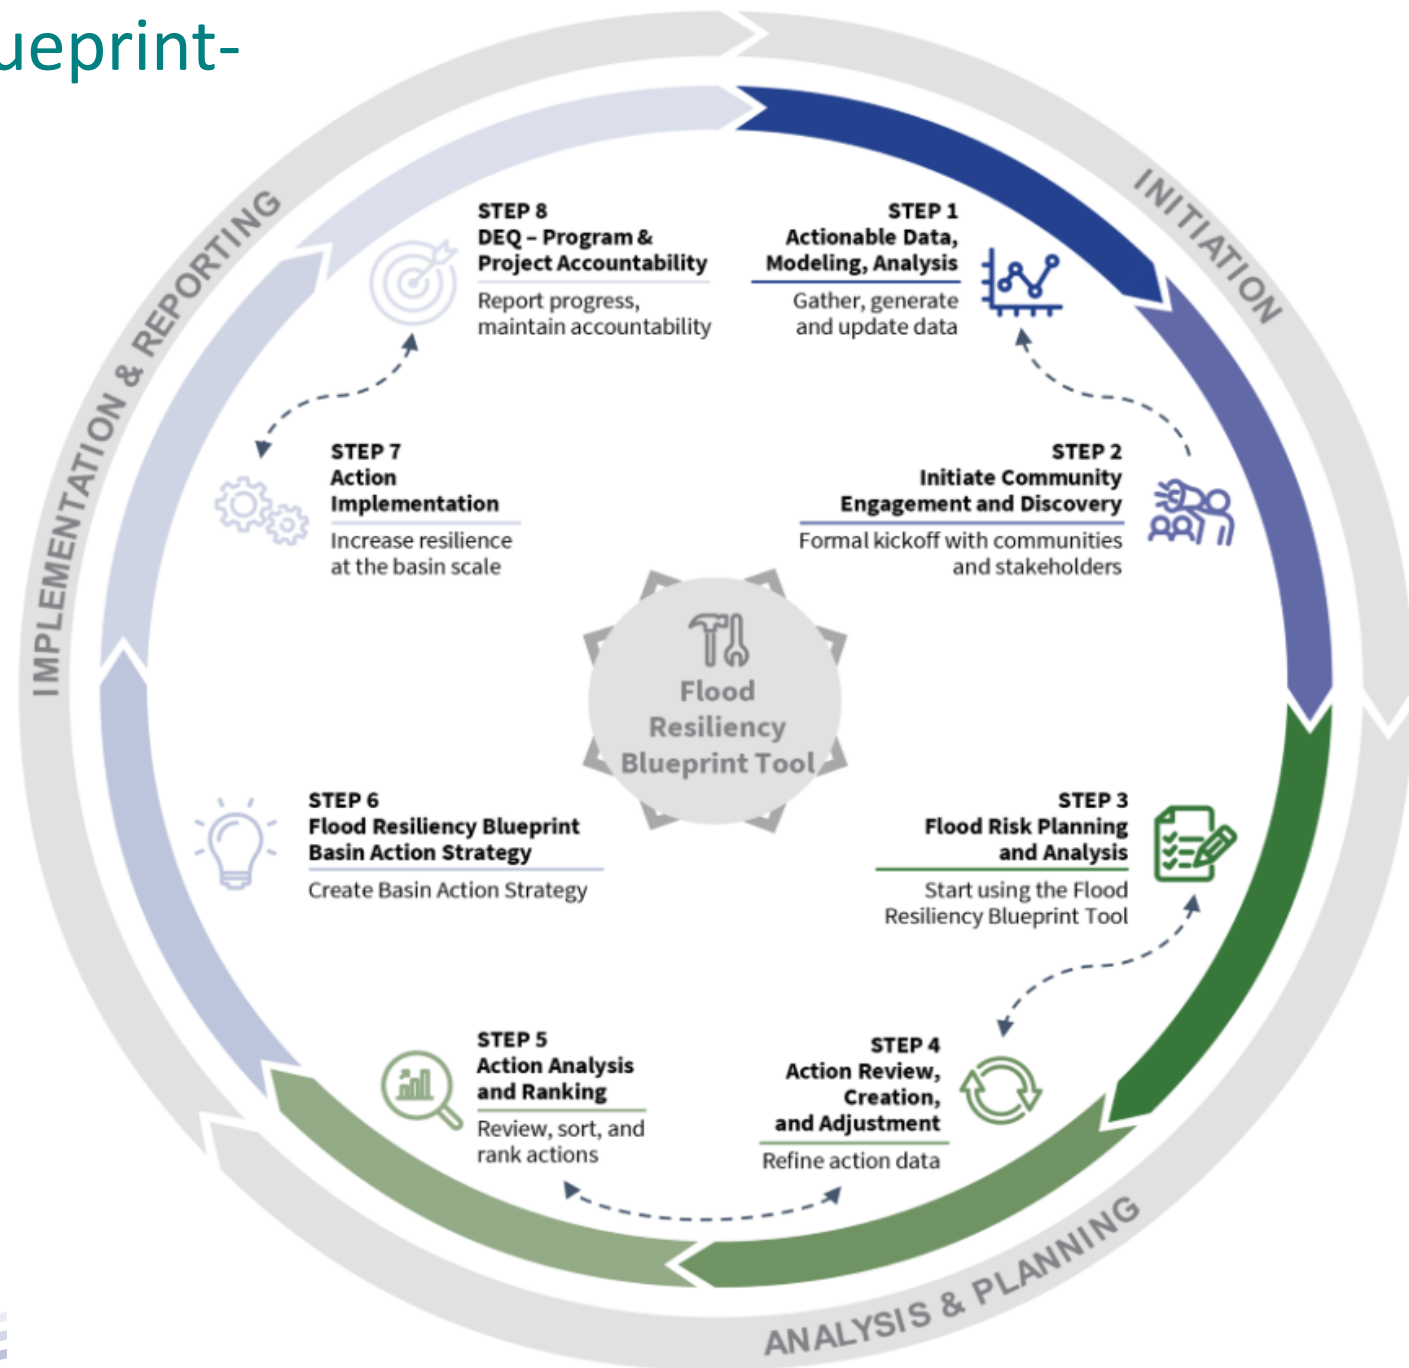 ueprint-
INITIATION
STEP 1
Actionable Data,
Modeling, Analysis
Gather, generate
and update data
STEP 2
Initiate Community
Engagement and Discovery
Formal kickoff with communities
and stakeholders
STEP 3
Flood Risk Planning
and Analysis
Start using the Flood
Resiliency Blueprint Tool
STEP 4
Action Review,
Creation,
and Adjustment
Refine action data
ANALYSIS & PLANNING
STEP 5
Action Analysis
and Ranking
Review, sort, and
rank actions
STEP 6
Flood Resiliency Blueprint
Basin Action Strategy
Create Basin Action Strategy
STEP 7
Action
Implementation
Increase resilience
at the basin scale
STEP 8
DEQ – Program &
Project Accountability
Report progress,
maintain accountability
IMPLEMENTATION & REPORTING
Flood
Resiliency
Blueprint Tool